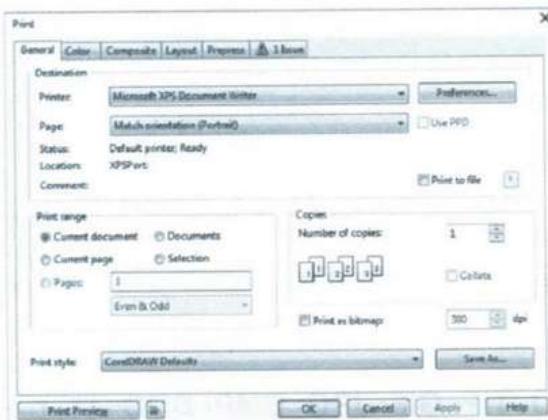 Print
General Color Composite Layout Prepress 1 Issue
Destination
Printer: Microsoft XPS Document Writer Preferences...
Page: Match orientation (Portrait) Use PPD
Status: Default printer; Ready
Location: XPSPort:
Comment: Print to file
Print range Copies
Current document Documents Number of copies: 1
Current page Selection
Pages: 1 Collate
Even & Odd
Print as bitmap: 300 dpi
Print style: CorelDRAW Defaults Save As...
Print Preview OK Cancel Apply Help